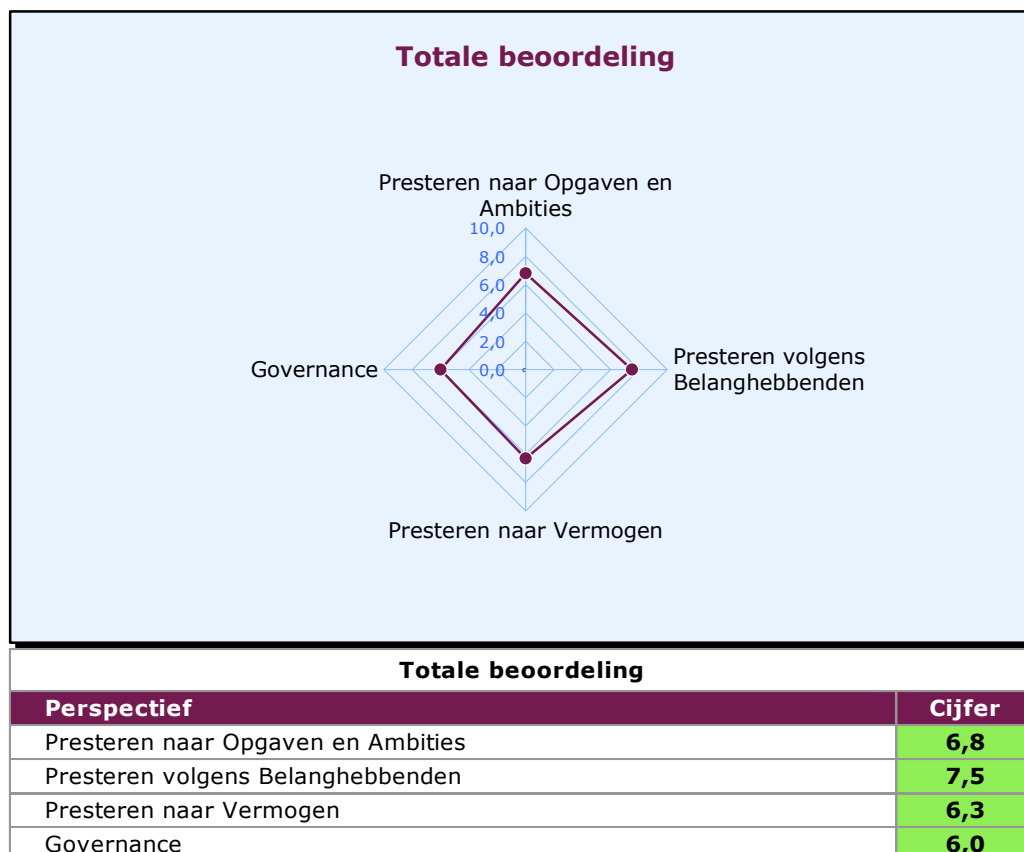 Totale beoordeling
Presteren naar Opgaven en
Ambities
10,0
8,0
6,0
4,0
2,0
0,0
Governance
Presteren volgens
Belanghebbenden
Presteren naar Vermogen
Totale beoordeling
Perspectief Cijfer
Presteren naar Opgaven en Ambities 6,8
Presteren volgens Belanghebbenden 7,5
Presteren naar Vermogen 6,3
Governance 6,0